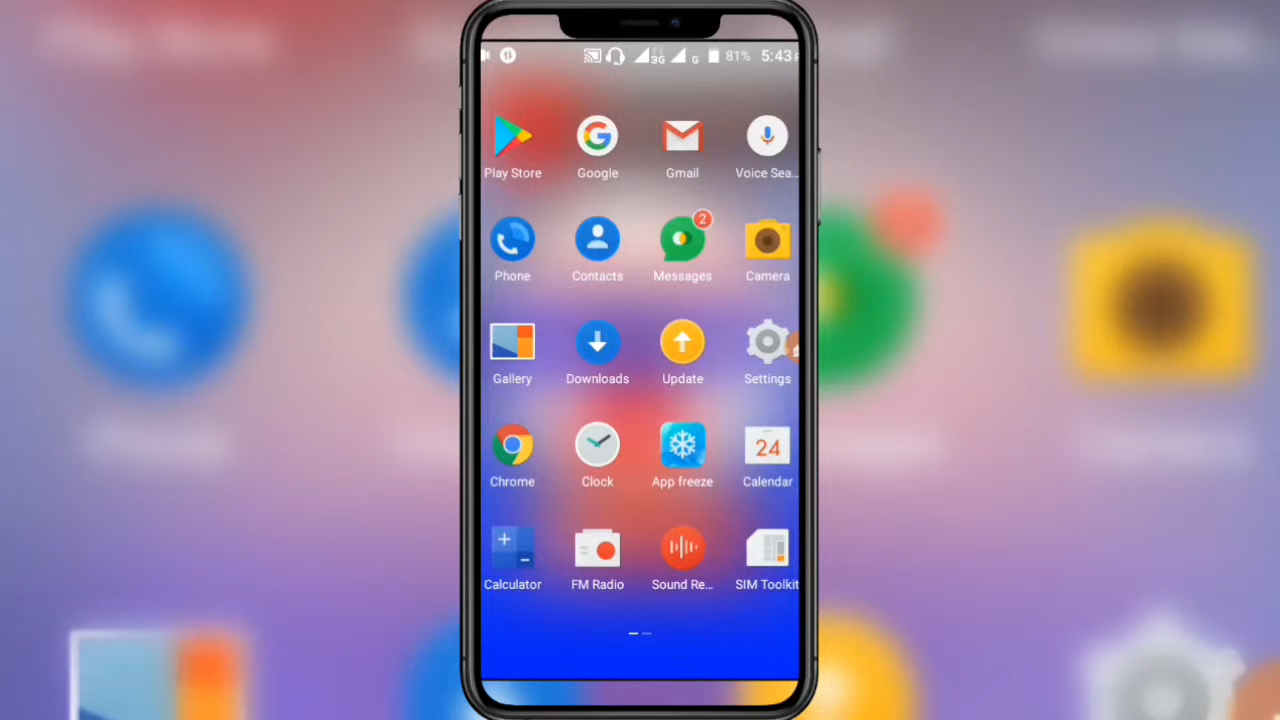 3G G 81% 5:43
Play Store Google Gmail Voice Sea...
2
Phone Contacts Messages Camera
Gallery Downloads Update Settings
24
Chrome Clock App freeze Calendar
Calculator FM Radio Sound Re... SIM Toolkit